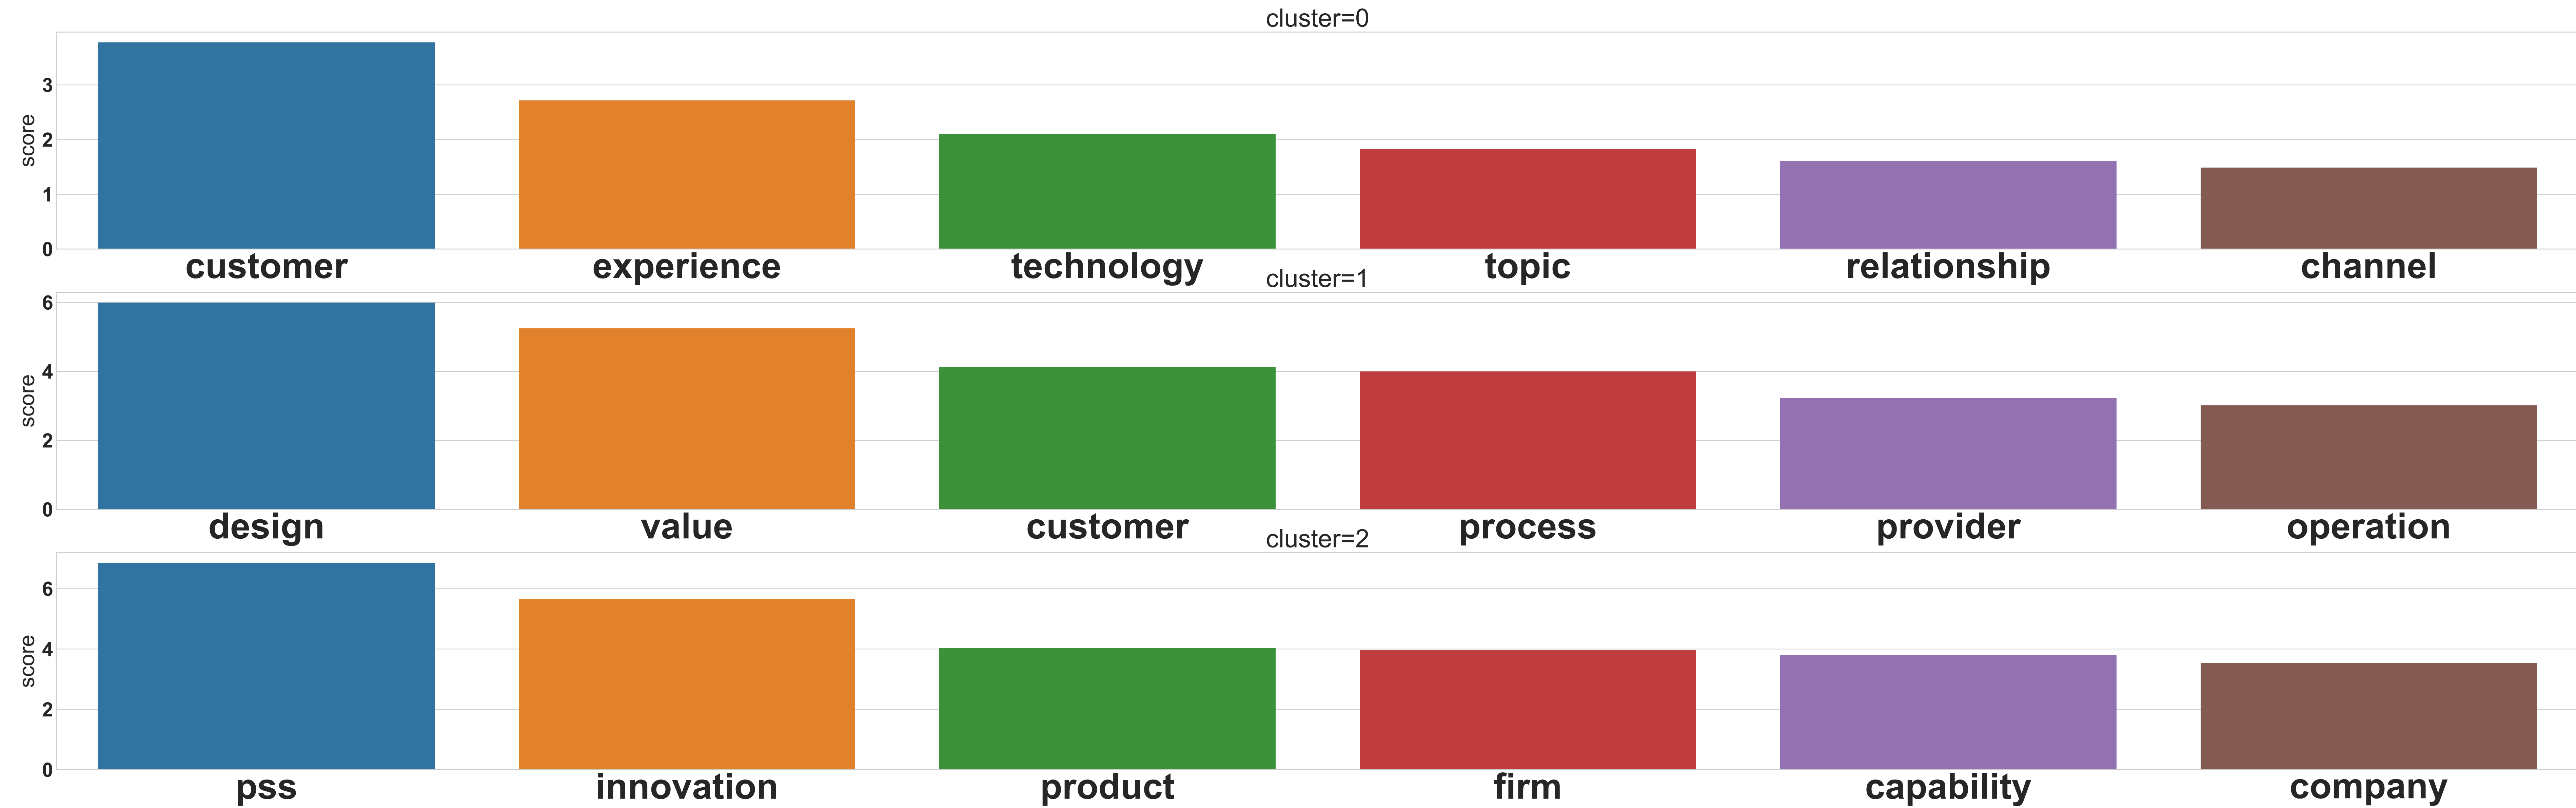 cluster=0
score
3
2
1
0
customer experience technology topic relationship channel
cluster=1
score
6
4
2
0
design value customer process provider operation
cluster=2
score
6
4
2
0
pss innovation product firm capability company